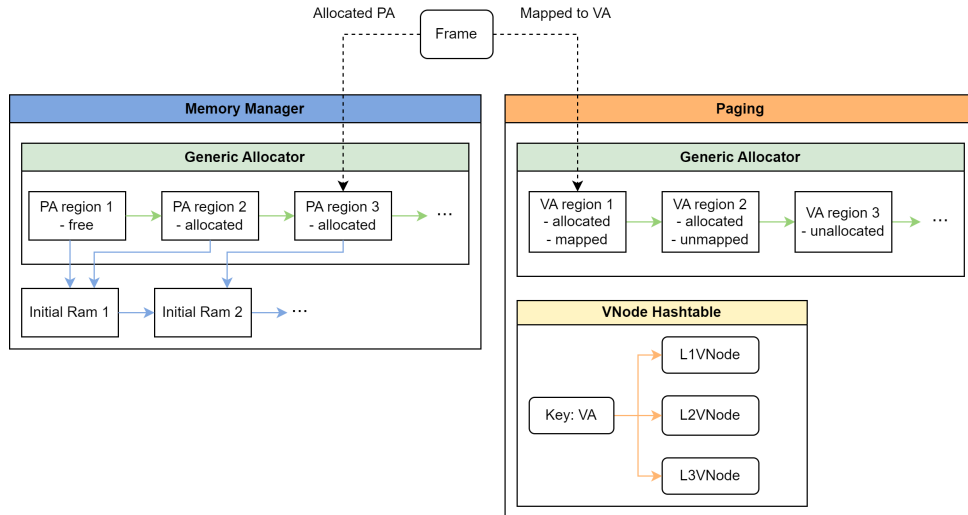 Allocated PA
Frame
Mapped to VA
Memory Manager
Generic Allocator
PA region 1
- free
PA region 2
- allocated
PA region 3
- allocated
...
Initial Ram 1
Initial Ram 2
...
Paging
Generic Allocator
VA region 1
- allocated
- mapped
VA region 2
- allocated
- unmapped
VA region 3
- unallocated
...
VNode Hashtable
Key: VA
L1VNode
L2VNode
L3VNode